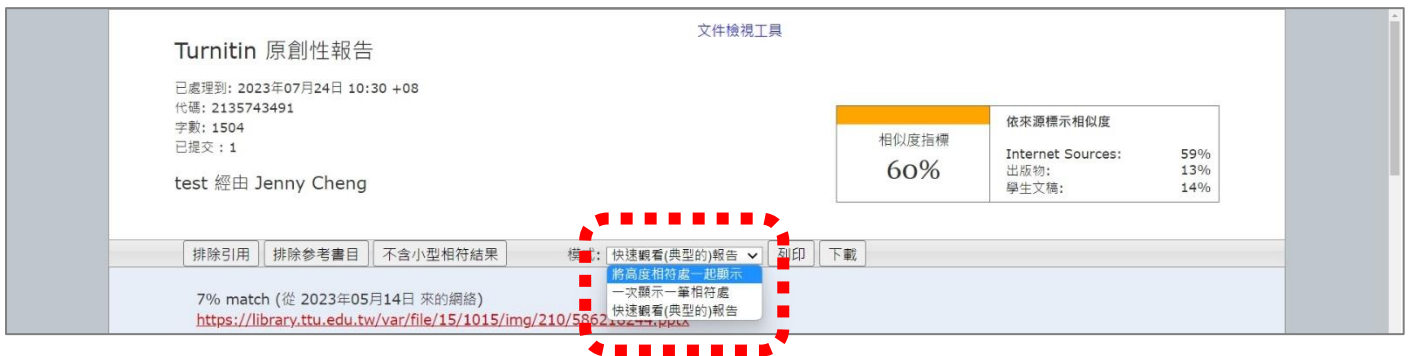 文件檢視工具
Turnitin 原創性報告
已處理到: 2023年07月24日 10:30 +08
代碼: 2135743491
字數: 1504
已提交：1
test 經由 Jenny Cheng
相似度指標
60%
依來源標示相似度
Internet Sources: 59%
出版物: 13%
學生文稿: 14%
排除引用 排除參考書目 不含小型相符結果 模式: 快速觀看(典型的)報告 列印 下載
將高度相符處一起顯示
一次顯示一筆相符處
快速觀看(典型的)報告
7% match (從 2023年05月14日 來的網絡)
https://library.ttu.edu.tw/var/file/15/1015/img/210/586216244.pptx